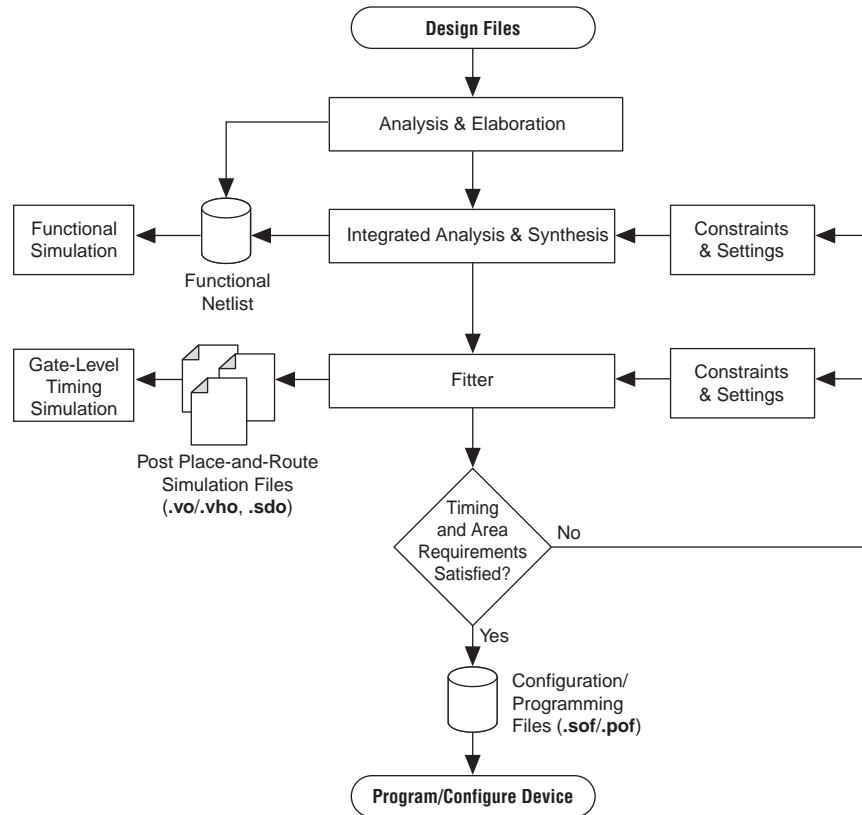 Design Files
Analysis & Elaboration
Functional
Simulation
Functional
Netlist
Integrated Analysis & Synthesis
Constraints
& Settings
Gate-Level
Timing
Simulation
Post Place-and-Route
Simulation Files
(.vo/.vho, .sdo)
Fitter
Constraints
& Settings
Timing
and Area
Requirements
Satisfied?
No
Yes
Configuration/
Programming
Files (.sof/.pof)
Program/Configure Device